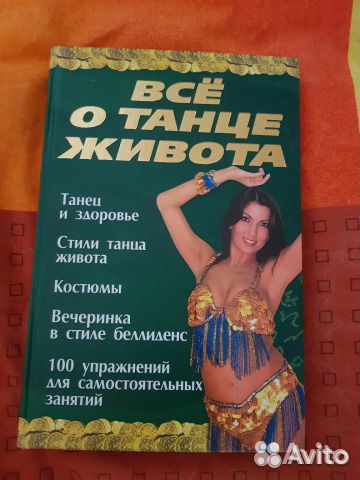 ВСЁ
О ТАНЦЕ
ЖИВОТА
Танец
и здоровье
Стили танца
живота
Костюмы
Вечеринка
в стиле беллиденс
100 упражнений
для самостоятельных
занятий
Avito